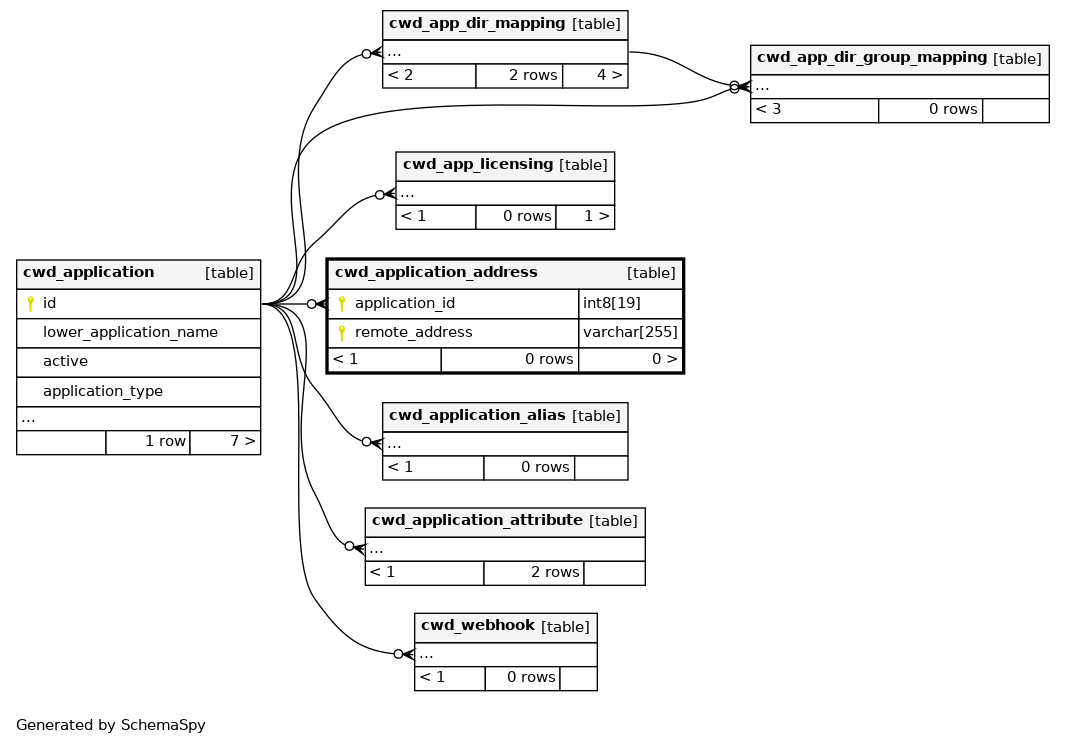 cwd_app_dir_mapping [table]
...
< 2 2 rows 4 >
cwd_app_dir_group_mapping [table]
...
< 3 0 rows
cwd_app_licensing [table]
...
< 1 0 rows 1 >
cwd_application [table]
id
lower_application_name
active
application_type
...
1 row 7 >
cwd_application_address [table]
application_id int8[19]
remote_address varchar[255]
< 1 0 rows 0 >
cwd_application_alias [table]
...
< 1 0 rows
cwd_application_attribute [table]
...
< 1 2 rows
cwd_webhook [table]
...
< 1 0 rows
Generated by SchemaSpy